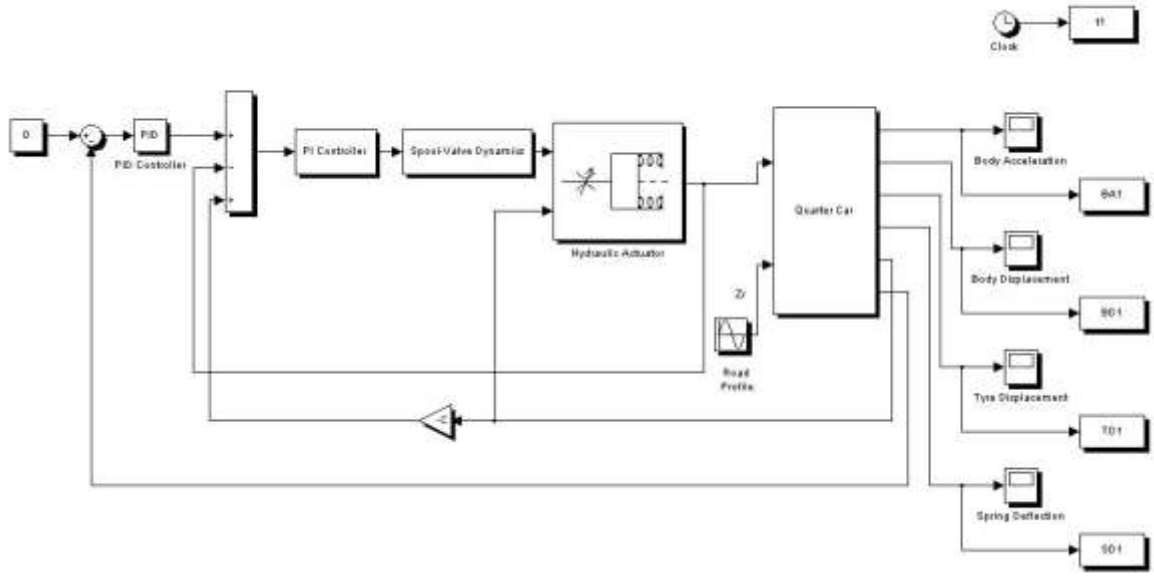 t1
Clock
0
PID
PID Controller
PI Controller
Spool-Valve Dynamics
Hydraulic Actuator
Quarter Car
Zr
Road
Profile
Body Acceleration
BA1
Body Displacement
BD1
Tyre Displacement
TD1
Spring Deflection
SD1